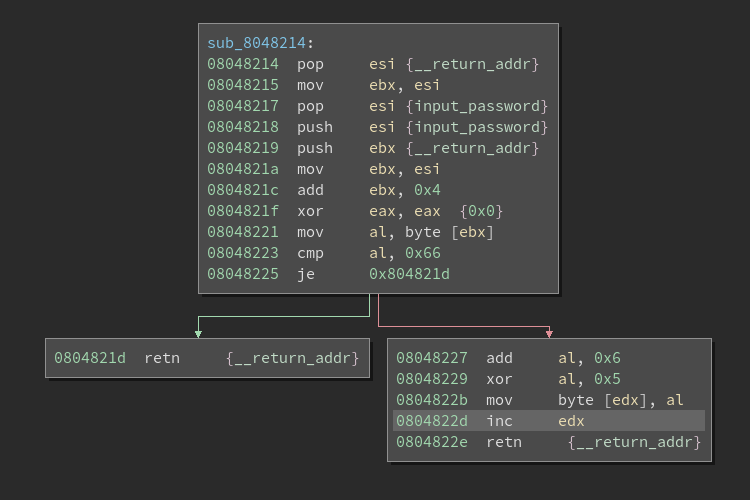 sub_8048214:
08048214 pop esi {__return_addr}
08048215 mov ebx, esi
08048217 pop esi {input_password}
08048218 push esi {input_password}
08048219 push ebx {__return_addr}
0804821a mov ebx, esi
0804821c add ebx, 0x4
0804821f xor eax, eax {0x0}
08048221 mov al, byte [ebx]
08048223 cmp al, 0x66
08048225 je 0x804821d
0804821d retn {__return_addr}
08048227 add al, 0x6
08048229 xor al, 0x5
0804822b mov byte [edx], al
0804822d inc edx
0804822e retn {__return_addr}